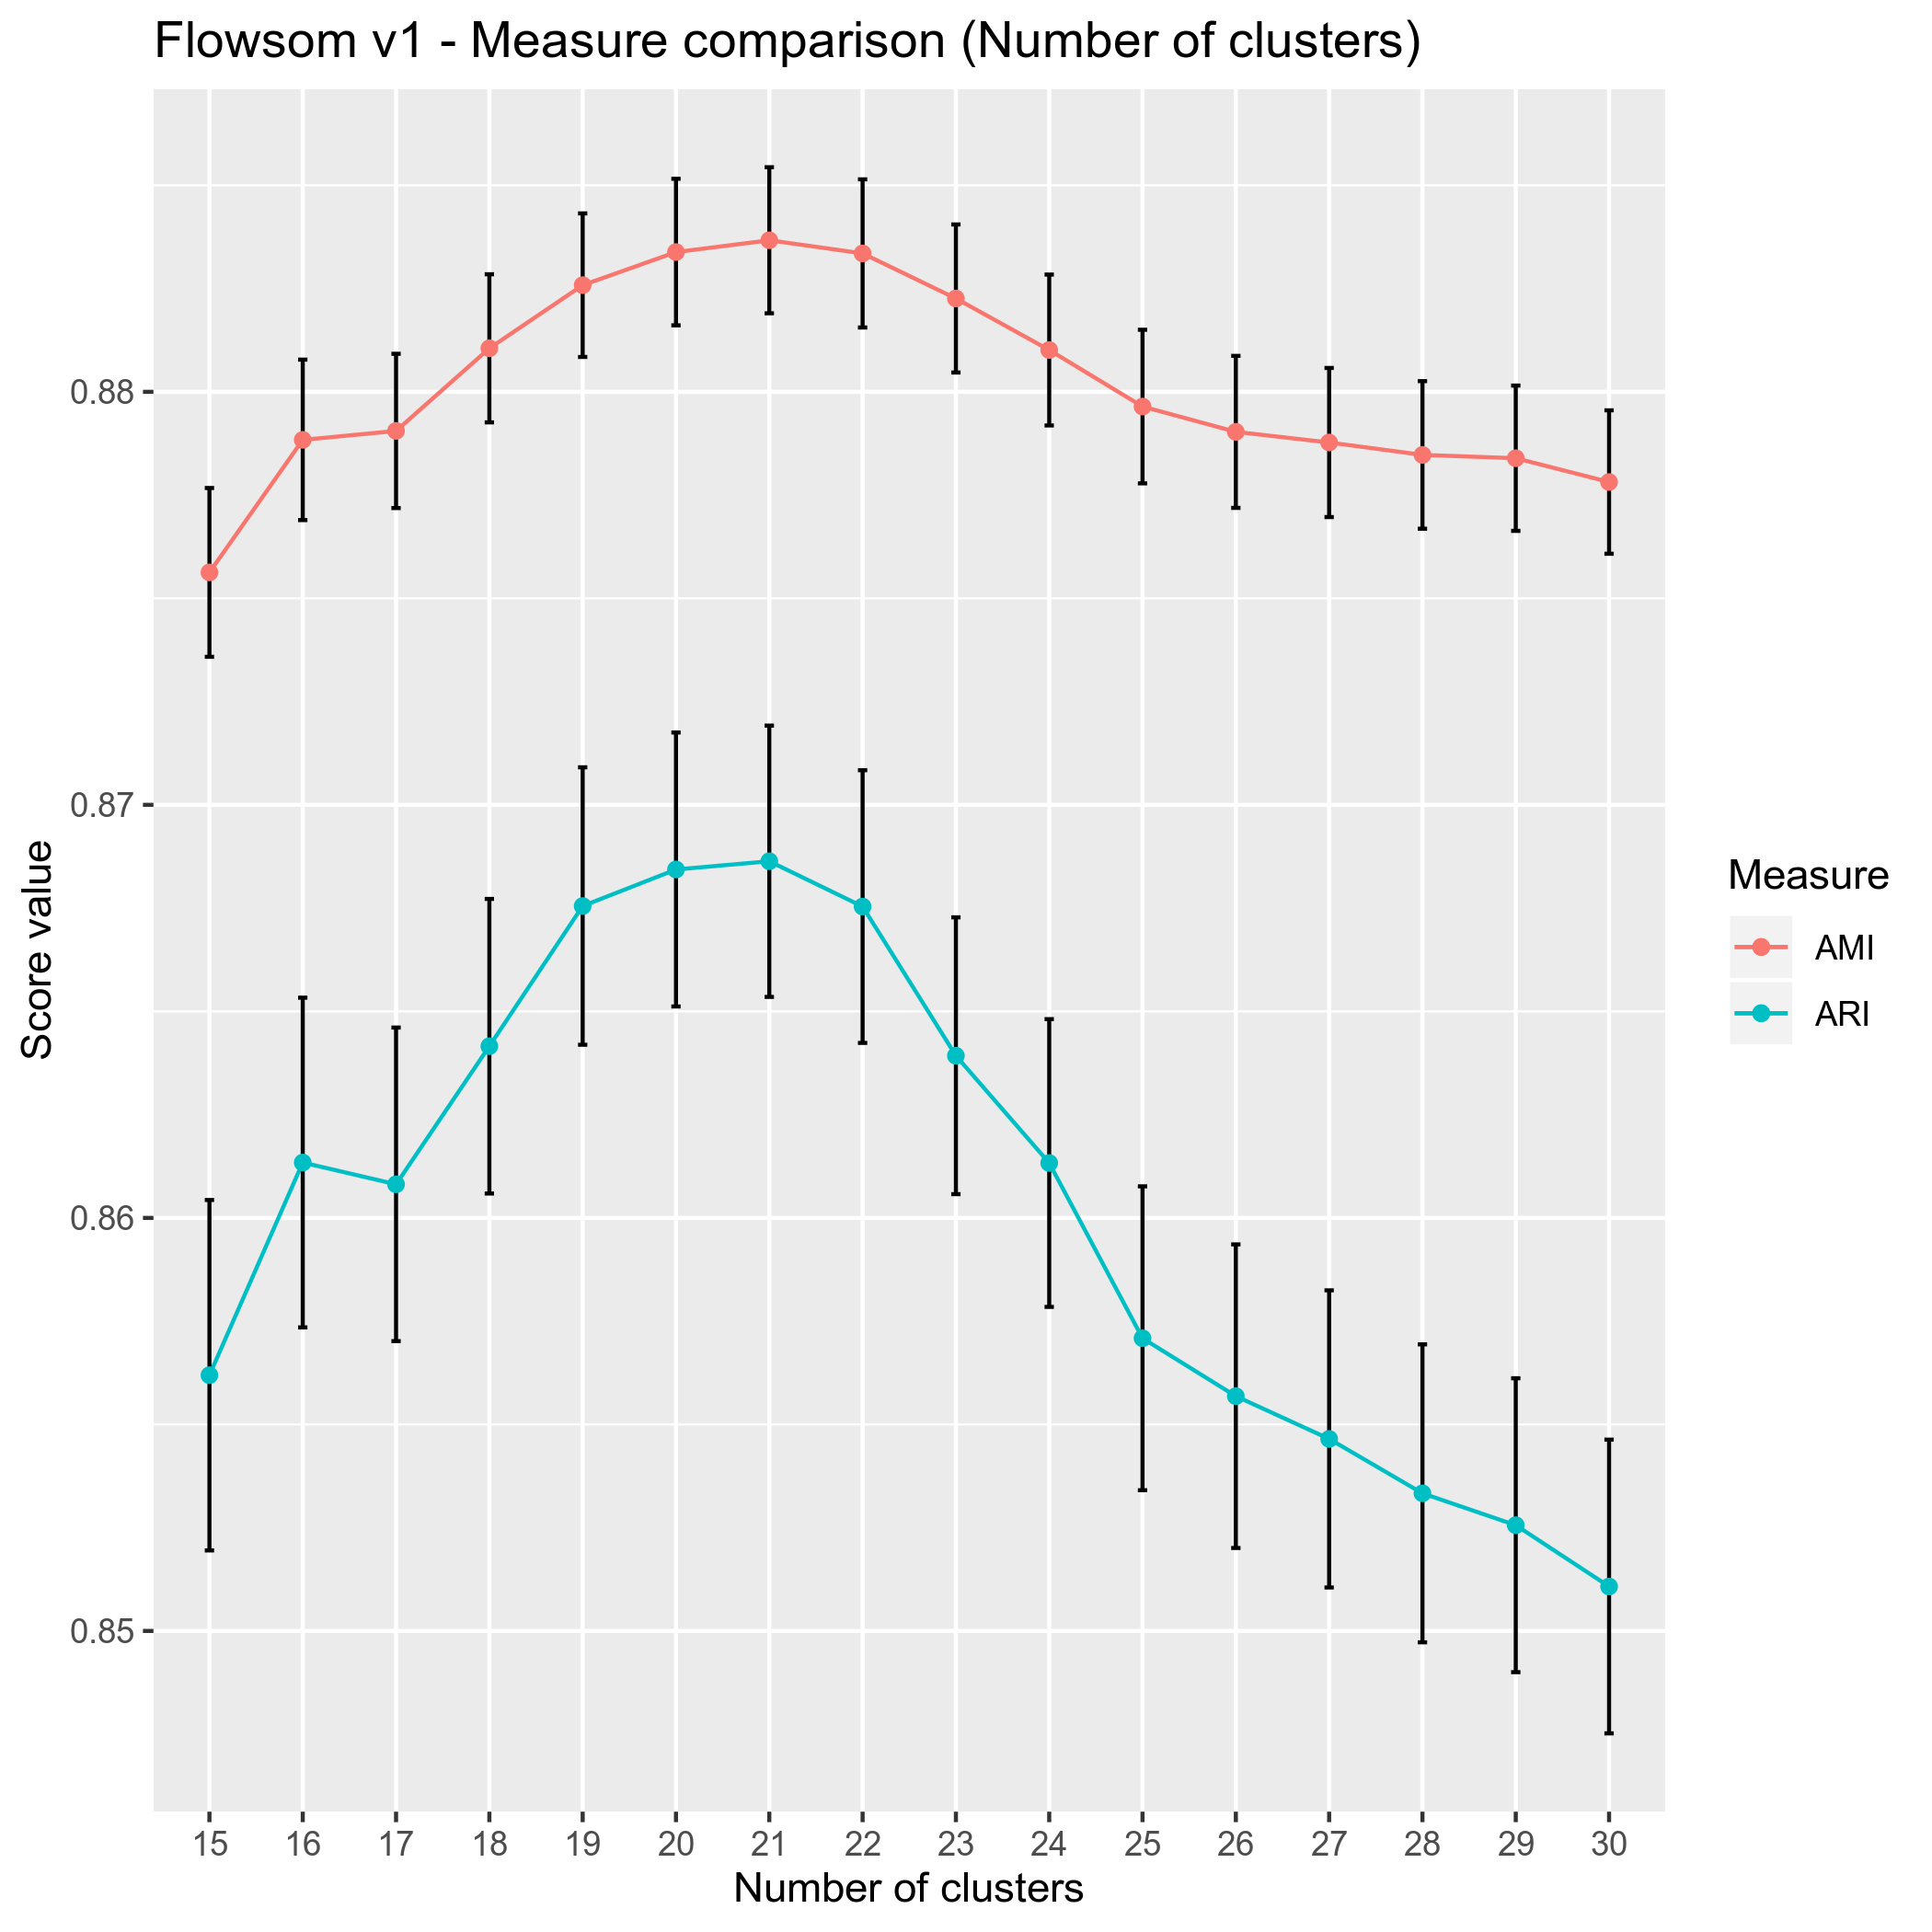 Flowsom v1 - Measure comparison (Number of clusters)
Score value
0.88
0.87
0.86
0.85
15 16 17 18 19 20 21 22 23 24 25 26 27 28 29 30
Number of clusters
Measure
AMI
ARI